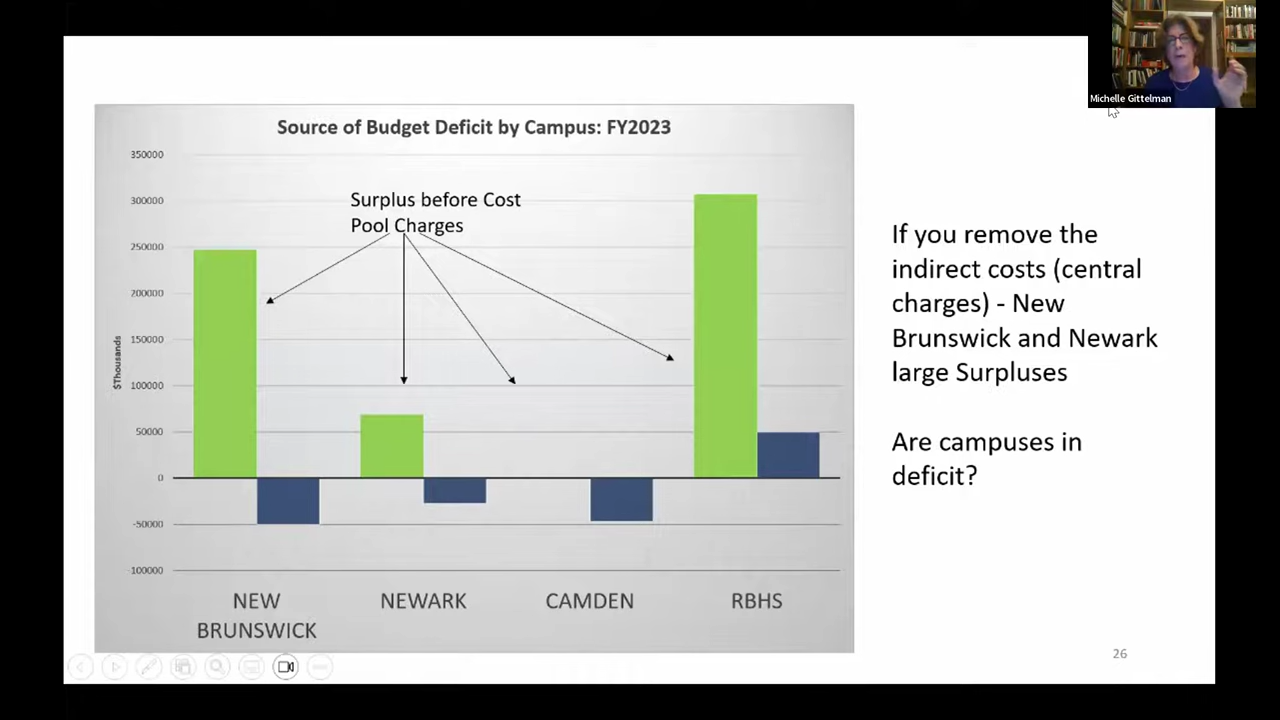 Michelle Gittelman
Source of Budget Deficit by Campus: FY2023
350000
300000
250000
200000
150000
100000
50000
0
-50000
-100000
$Thousands
Surplus before Cost
Pool Charges
NEW
BRUNSWICK
NEWARK
CAMDEN
RBHS
If you remove the
indirect costs (central
charges) - New
Brunswick and Newark
large Surpluses
Are campuses in
deficit?
26